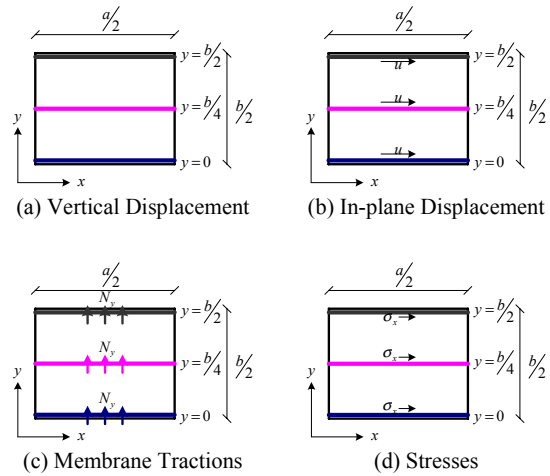 a/2
y = b/2
y = b/4
b/2
y = 0
y
x
(a) Vertical Displacement
a/2
u
y = b/2
u
y = b/4
b/2
u
y = 0
y
x
(b) In-plane Displacement
a/2
N_y
y = b/2
N_y
y = b/4
b/2
N_y
y = 0
y
x
(c) Membrane Tractions
a/2
σ_x
y = b/2
σ_x
y = b/4
b/2
σ_x
y = 0
y
x
(d) Stresses